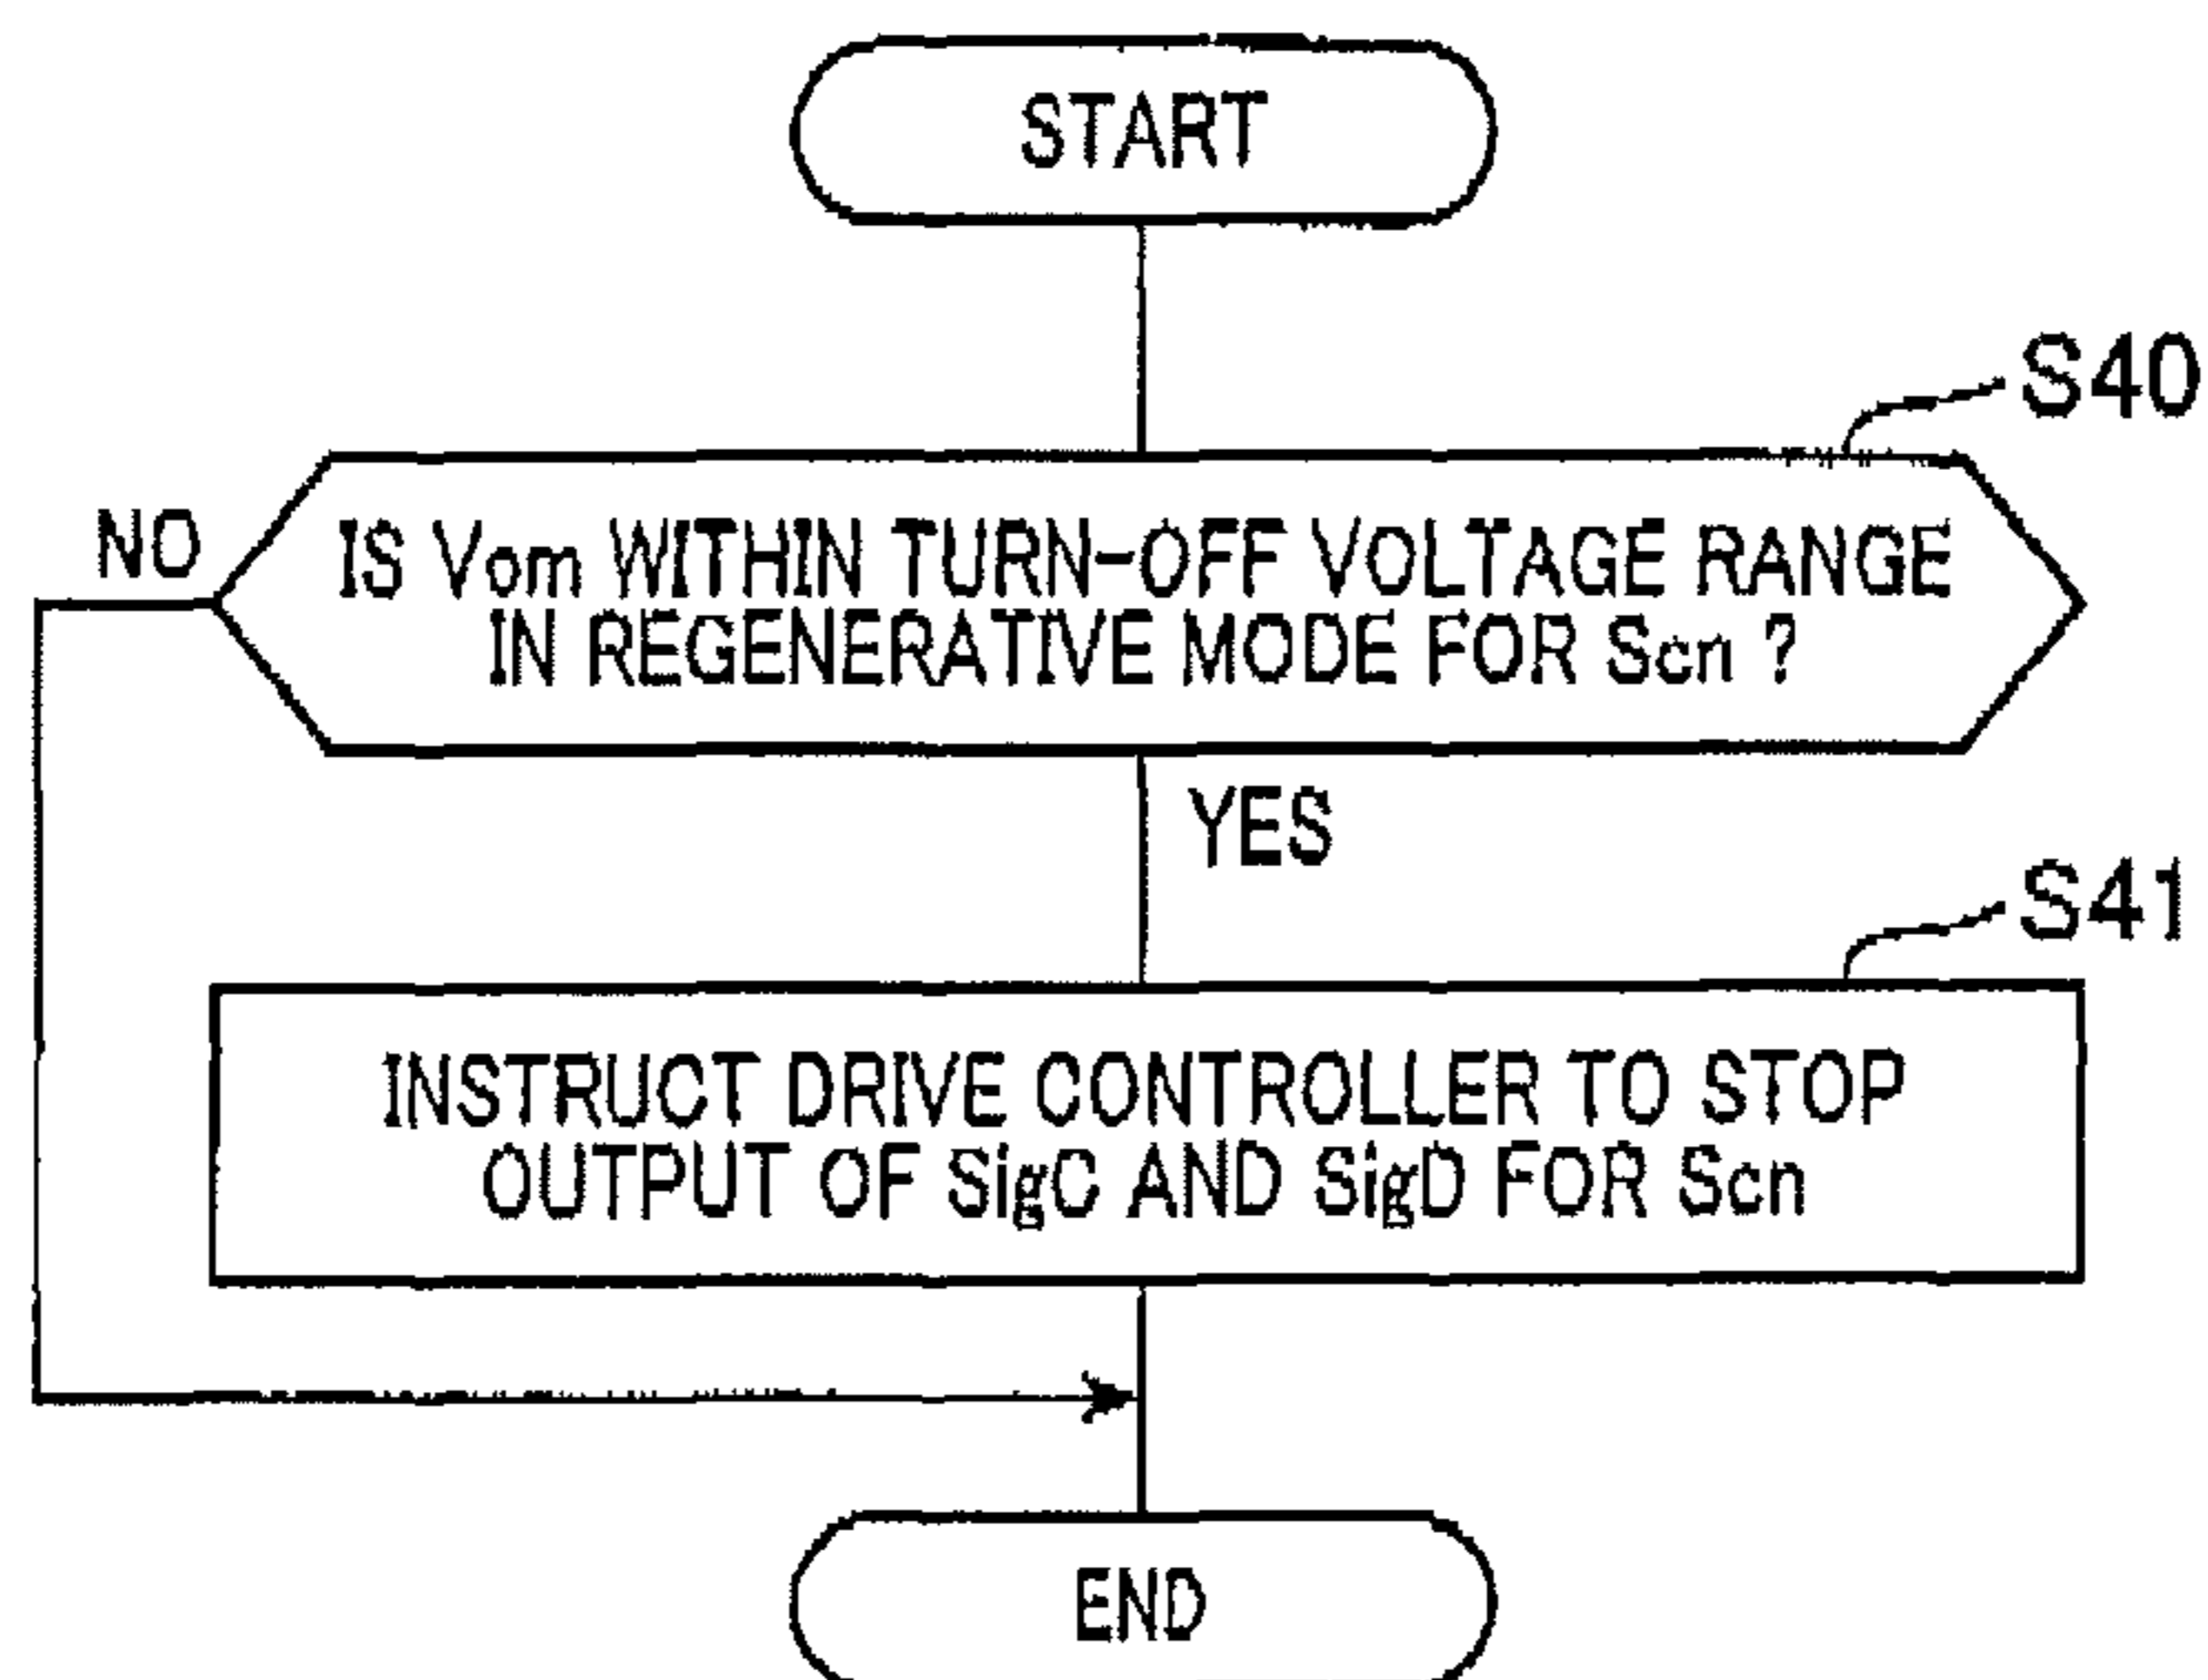 START
S40
NO
IS Vom WITHIN TURN-OFF VOLTAGE RANGE
IN REGENERATIVE MODE FOR Scn ?
YES
S41
INSTRUCT DRIVE CONTROLLER TO STOP
OUTPUT OF SigC AND SigD FOR Scn
END